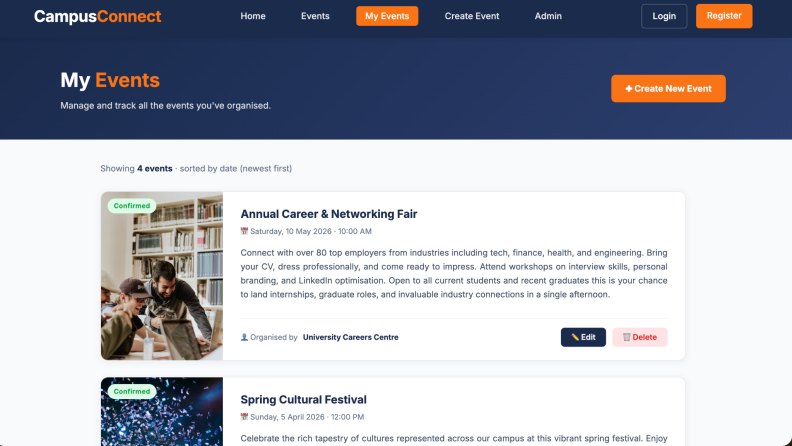 CampusConnect
Home Events My Events Create Event Admin Login Register
My Events
Manage and track all the events you've organised.
+ Create New Event
Showing 4 events · sorted by date (newest first)
Confirmed
Annual Career & Networking Fair
Saturday, 10 May 2026 · 10:00 AM
Connect with over 80 top employers from industries including tech, finance, health, and engineering. Bring
your CV, dress professionally, and come ready to impress. Attend workshops on interview skills, personal
branding, and LinkedIn optimisation. Open to all current students and recent graduates this is your chance
to land internships, graduate roles, and invaluable industry connections in a single afternoon.
Organised by University Careers Centre
Edit
Delete
Confirmed
Spring Cultural Festival
Sunday, 5 April 2026 · 12:00 PM
Celebrate the rich tapestry of cultures represented across our campus at this vibrant spring festival. Enjoy